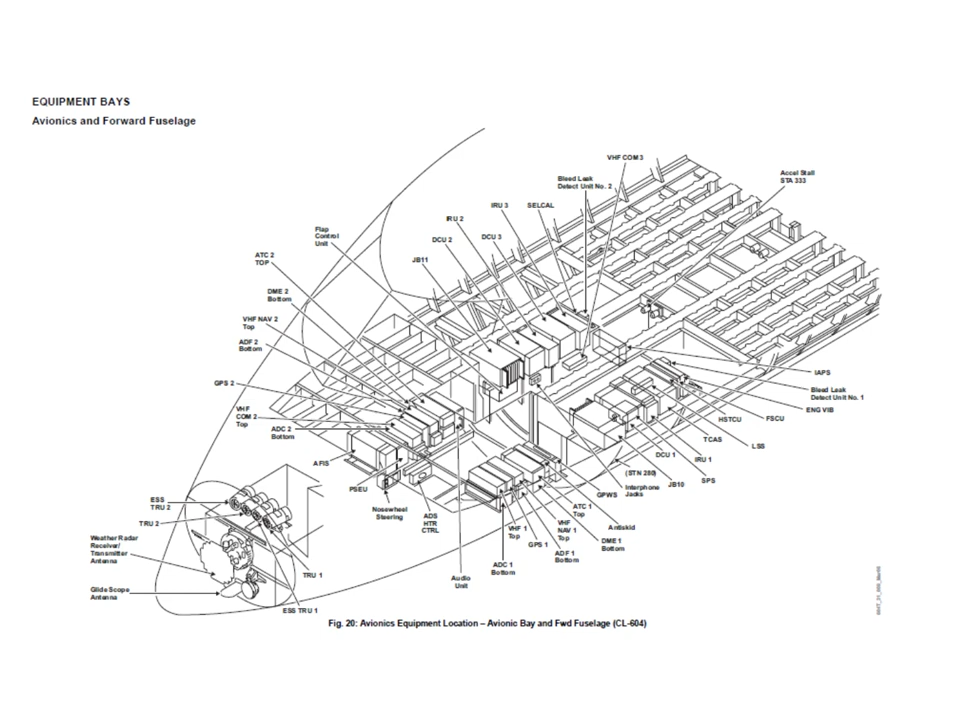 EQUIPMENT BAYS
Avionics and Forward Fuselage
VHF COM 3
Bleed Leak
Detect Unit No. 2
Accel Stall
STA 333
IRU 3
SELCAL
IRU 2
Flap
Control
Unit
DCU 2
DCU 3
ATC 2
TOP
JB11
DME 2
Bottom
VHF NAV 2
Top
ADF 2
Bottom
GPS 2
VHF
COM 2
Top
ADC 2
Bottom
AFIS
PSEU
Nosewheel
Steering
ADS
HTR
CTRL
IAPS
Bleed Leak
Detect Unit No. 1
ENG VIB
FSCU
HSTCU
LSS
TCAS
IRU 1
DCU 1
SPS
JB10
(STN 280)
Interphone
Jacks
GPWS
ATC 1
Top
Antiskid
VHF
NAV 1
Top
DME 1
Bottom
ADF 1
Bottom
VHF 1
Top
GPS 1
ADC 1
Bottom
Audio
Unit
ESS
TRU 2
TRU 2
Weather Radar
Receiver/
Transmitter
Antenna
TRU 1
Glide Scope
Antenna
ESS TRU 1
Fig. 20: Avionics Equipment Location – Avionic Bay and Fwd Fuselage (CL-604)